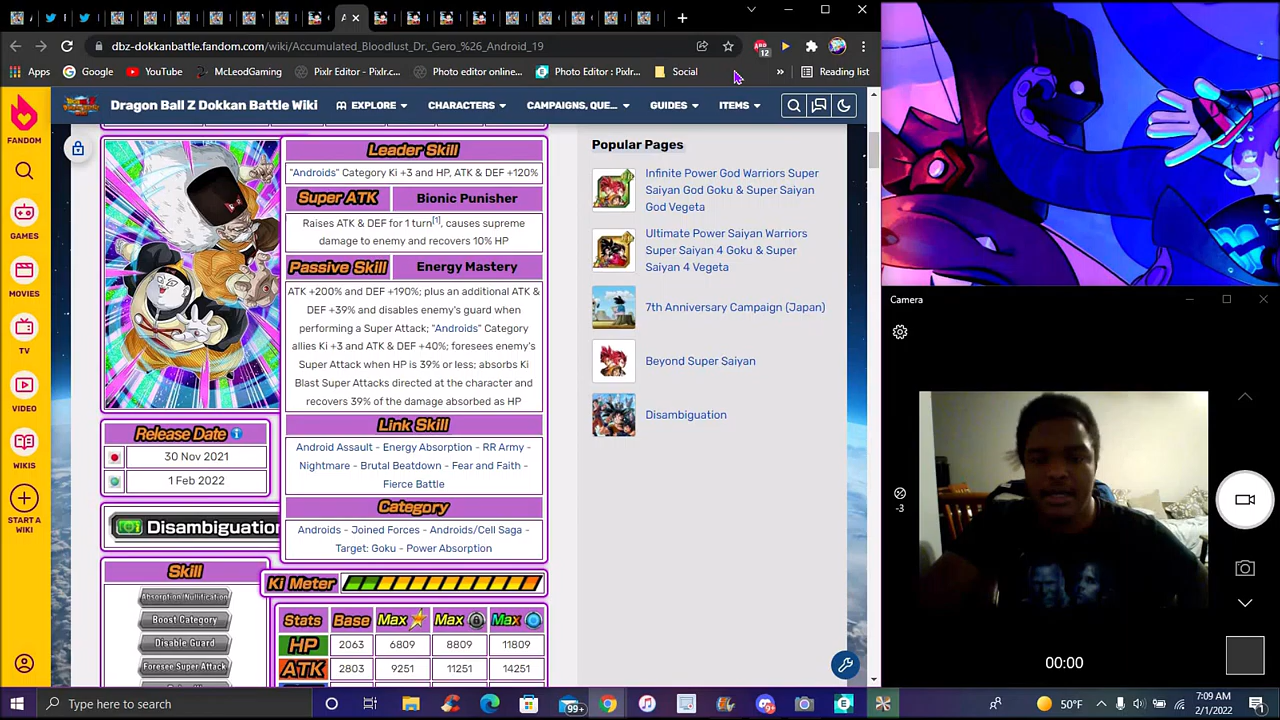 A
12
dbz-dokkanbattle.fandom.com/wiki/Accumulated_Bloodlust_Dr._Gero_%26_Android_19
Apps Google YouTube McLeodGaming Pixlr Editor - Pixlr.c... Photo editor online... Photo Editor : Pixlr... Social » Reading list
FANDOM
Dragon Ball Z Dokkan Battle Wiki EXPLORE CHARACTERS CAMPAIGNS, QUE... GUIDES ITEMS
GAMES
MOVIES
TV
VIDEO
WIKIS
START A
WIKI
Leader Skill
"Androids" Category Ki +3 and HP, ATK & DEF +120%
Super ATK Bionic Punisher
Raises ATK & DEF for 1 turn[1], causes supreme
damage to enemy and recovers 10% HP
Passive Skill Energy Mastery
ATK +200% and DEF +190%; plus an additional ATK &
DEF +39% and disables enemy's guard when
performing a Super Attack; "Androids" Category
allies Ki +3 and ATK & DEF +40%; foresees enemy's
Super Attack when HP is 39% or less; absorbs Ki
Blast Super Attacks directed at the character and
recovers 39% of the damage absorbed as HP
Link Skill
Android Assault - Energy Absorption - RR Army -
Nightmare - Brutal Beatdown - Fear and Faith -
Fierce Battle
Category
Androids - Joined Forces - Androids/Cell Saga -
Target: Goku - Power Absorption
Release Date
30 Nov 2021
1 Feb 2022
Disambiguation
Skill
Absorption Nullification
Boost Category
Disable Guard
Foresee Super Attack
Ki Meter
Stats Base Max Max Max
HP 2063 6809 8809 11809
ATK 2803 9251 11251 14251
Popular Pages
Infinite Power God Warriors Super
Saiyan God Goku & Super Saiyan
God Vegeta
Ultimate Power Saiyan Warriors
Super Saiyan 4 Goku & Super
Saiyan 4 Vegeta
7th Anniversary Campaign (Japan)
Beyond Super Saiyan
Disambiguation
Camera
-3
00:00
Type here to search
99+
50°F
7:09 AM
2/1/2022